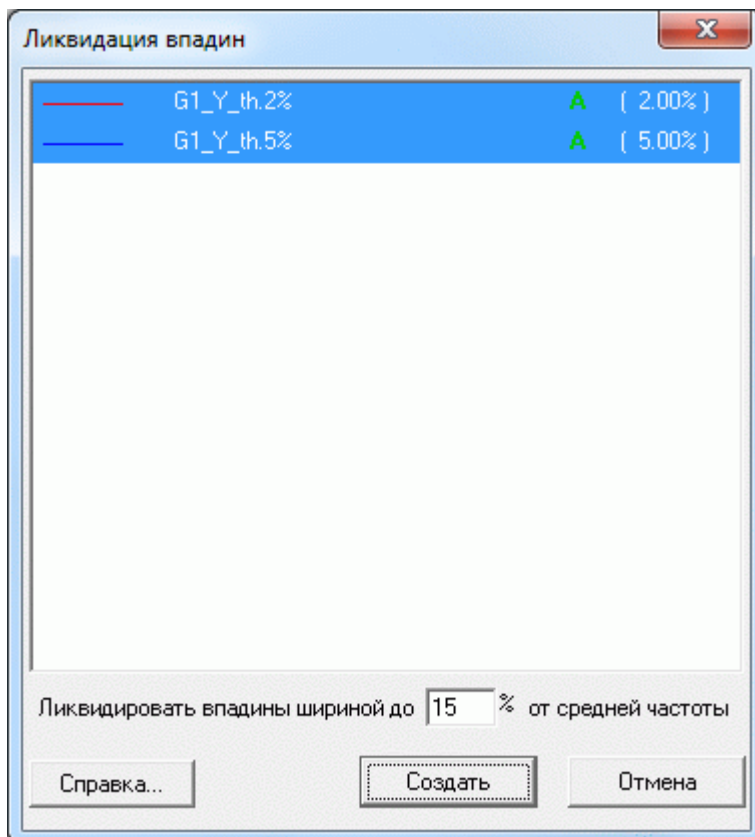 Ликвидация впадин
G1_Y_th.2% A ( 2.00% )
G1_Y_th.5% A ( 5.00% )
Ликвидировать впадины шириной до 15 % от средней частоты
Справка... Создать Отмена